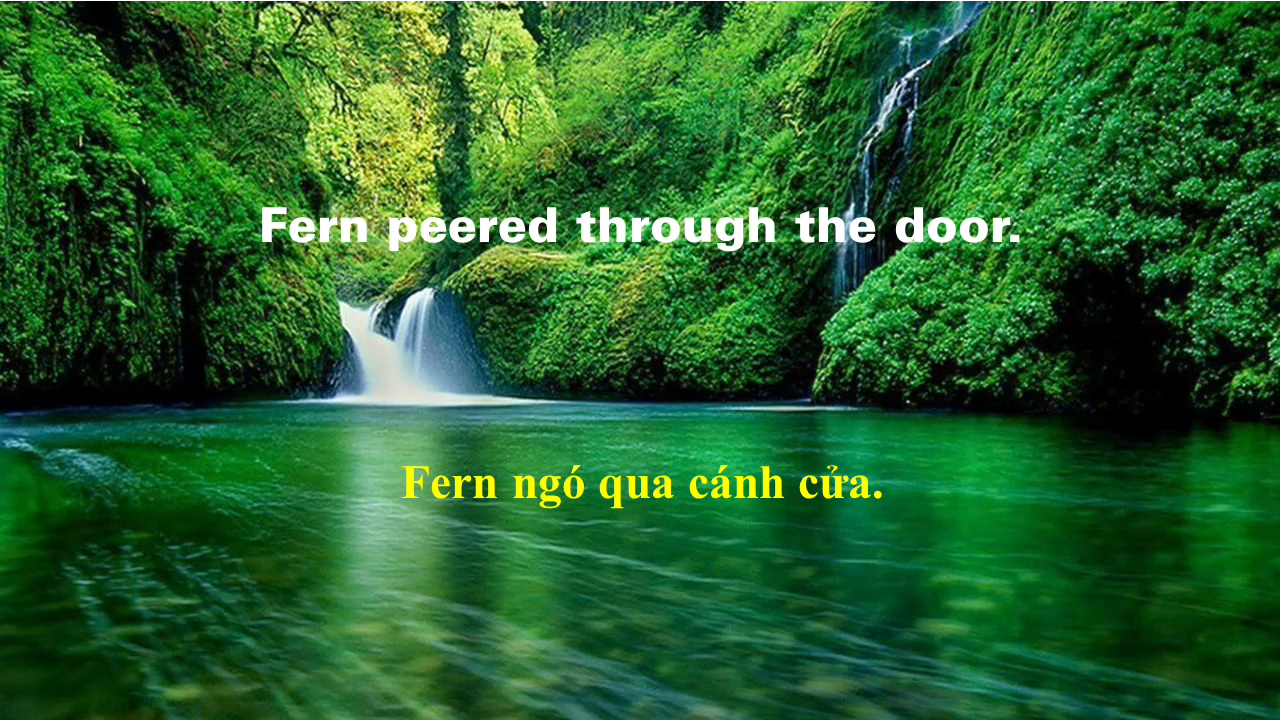 Fern peered through the door.
Fern ngó qua cánh cửa.